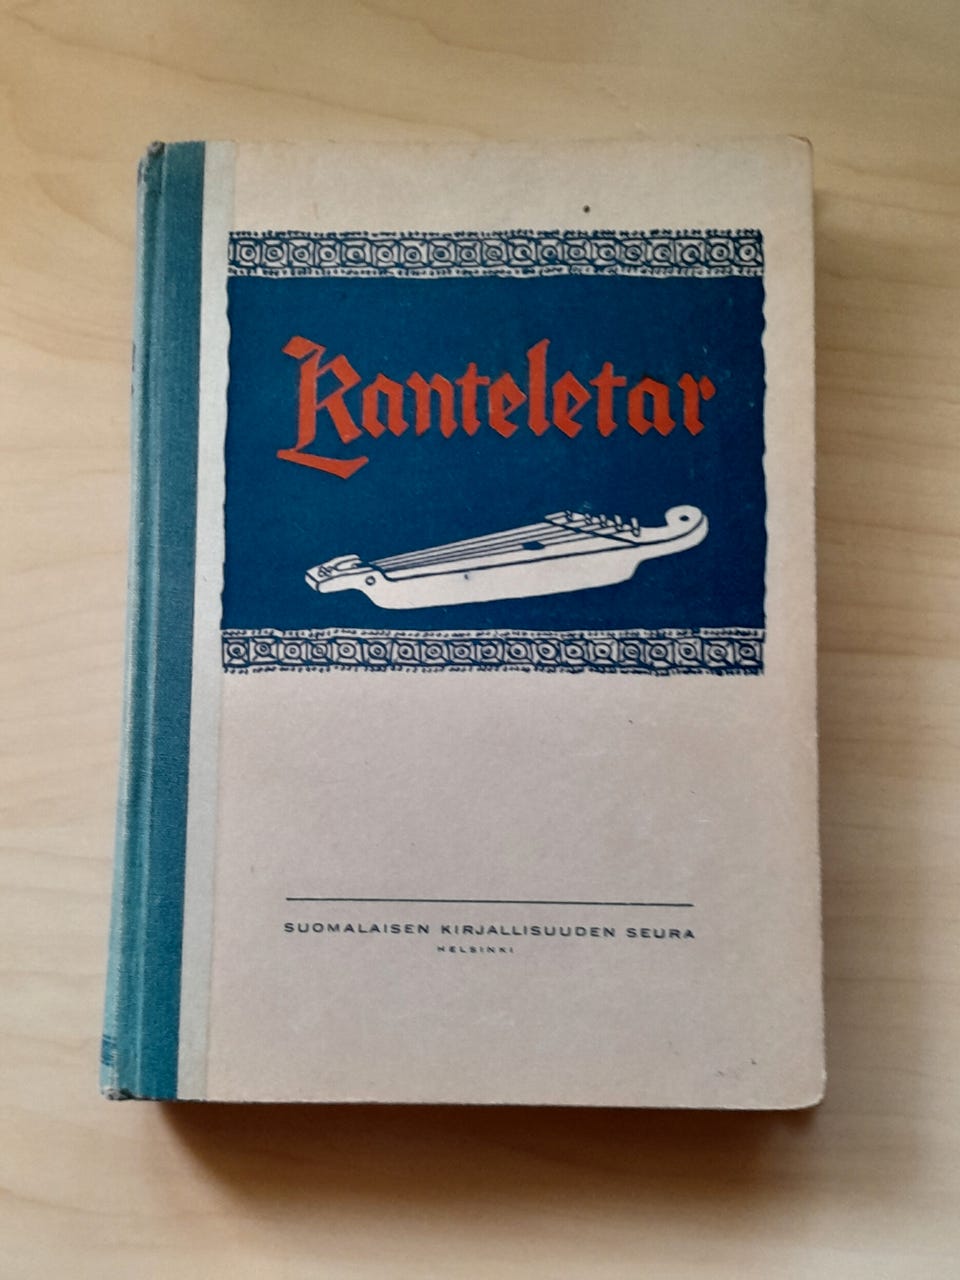 Kanteletar
SUOMALAISEN KIRJALLISUUDEN SEURA
HELSINKI